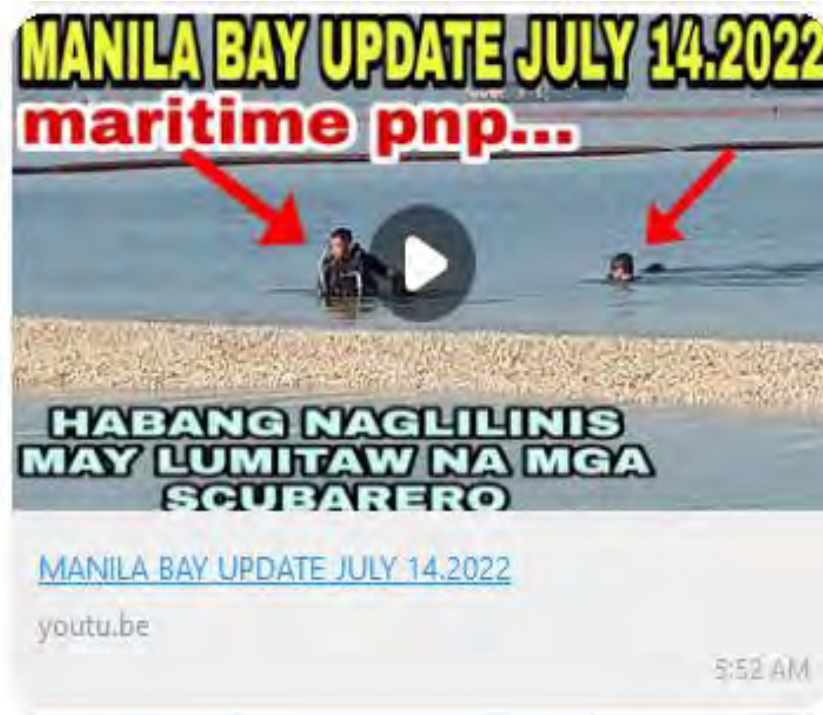 MANILA BAY UPDATE JULY 14.2022
maritime pnp...
HABANG NAGLILINIS
MAY LUMITAW NA MGA
SCUBARERO
MANILA BAY UPDATE JULY 14.2022
youtu.be
5:52 AM